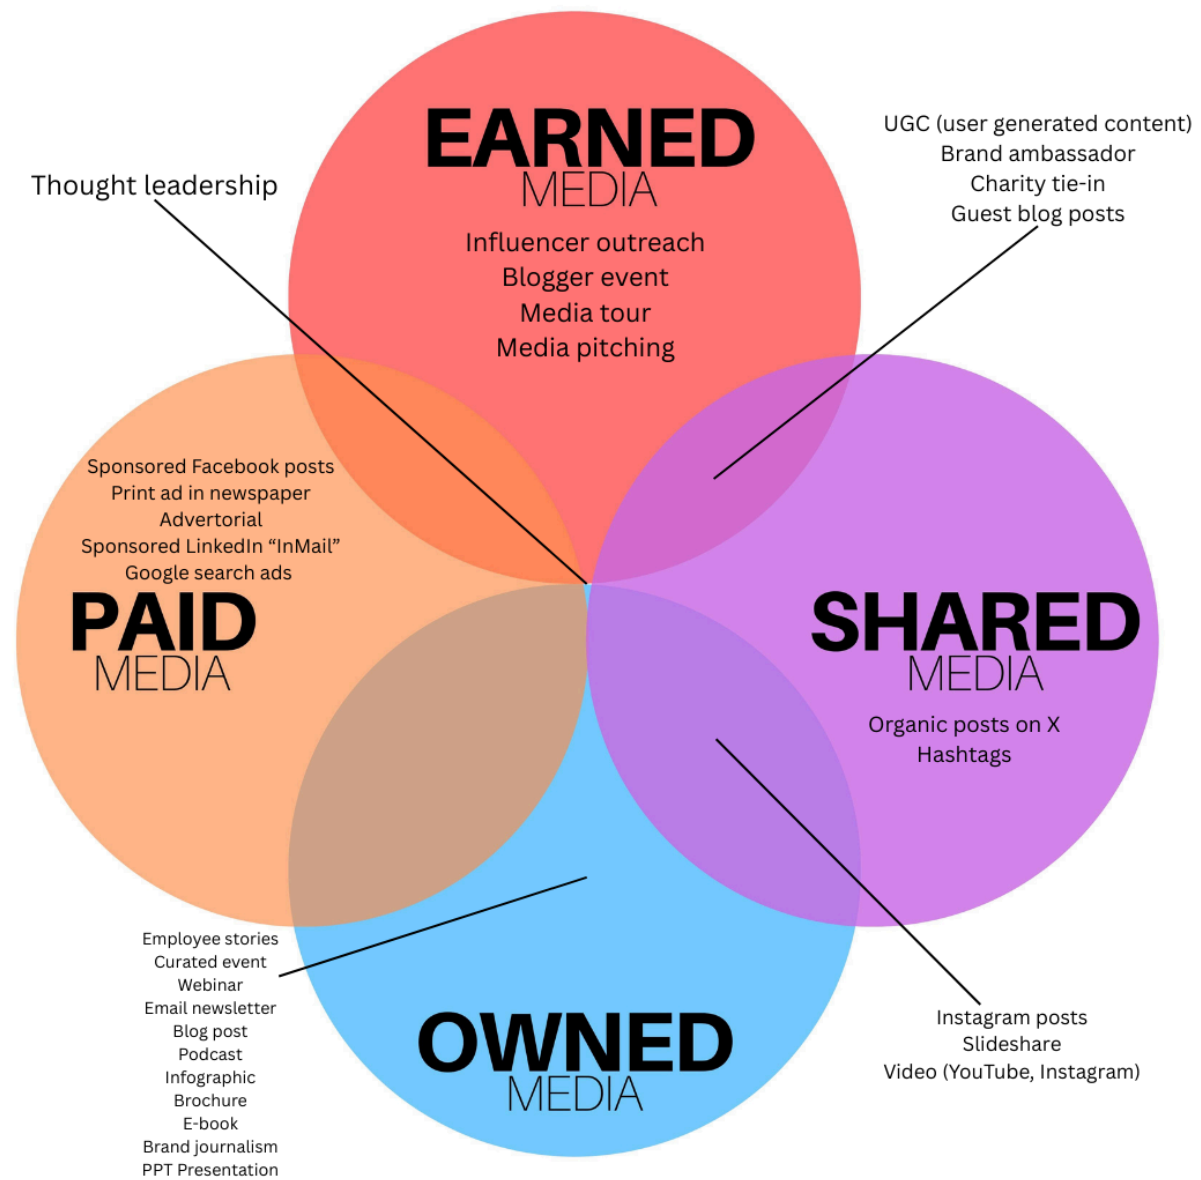 EARNED
MEDIA
Influencer outreach
Blogger event
Media tour
Media pitching
Thought leadership
UGC (user generated content)
Brand ambassador
Charity tie-in
Guest blog posts
Sponsored Facebook posts
Print ad in newspaper
Advertorial
Sponsored LinkedIn “InMail”
Google search ads
PAID
MEDIA
SHARED
MEDIA
Organic posts on X
Hashtags
Employee stories
Curated event
Webinar
Email newsletter
Blog post
Podcast
Infographic
Brochure
E-book
Brand journalism
PPT Presentation
OWNED
MEDIA
Instagram posts
Slideshare
Video (YouTube, Instagram)